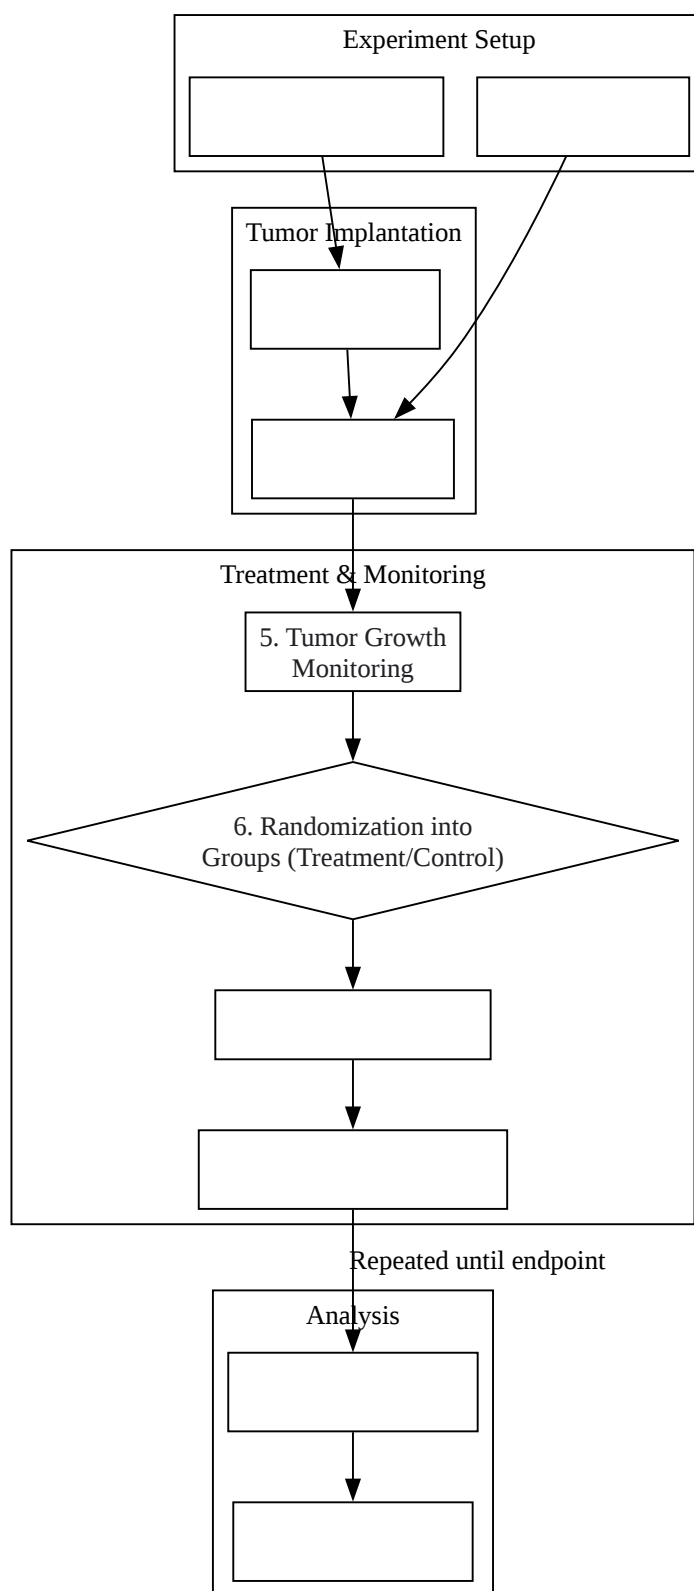 Experiment Setup
Tumor Implantation
Treatment & Monitoring
5. Tumor Growth
Monitoring
6. Randomization into
Groups (Treatment/Control)
Repeated until endpoint
Analysis